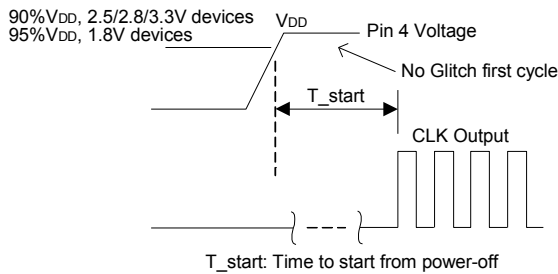 90%VDD, 2.5/2.8/3.3V devices
95%VDD, 1.8V devices
VDD
Pin 4 Voltage
No Glitch first cycle
T_start
CLK Output
T_start: Time to start from power-off